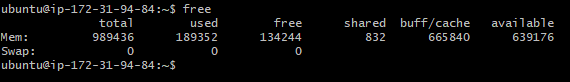 ubuntu@ip-172-31-94-84:~$ free
total used free shared buff/cache available
Mem: 989436 189352 134244 832 665840 639176
Swap: 0 0 0
ubuntu@ip-172-31-94-84:~$